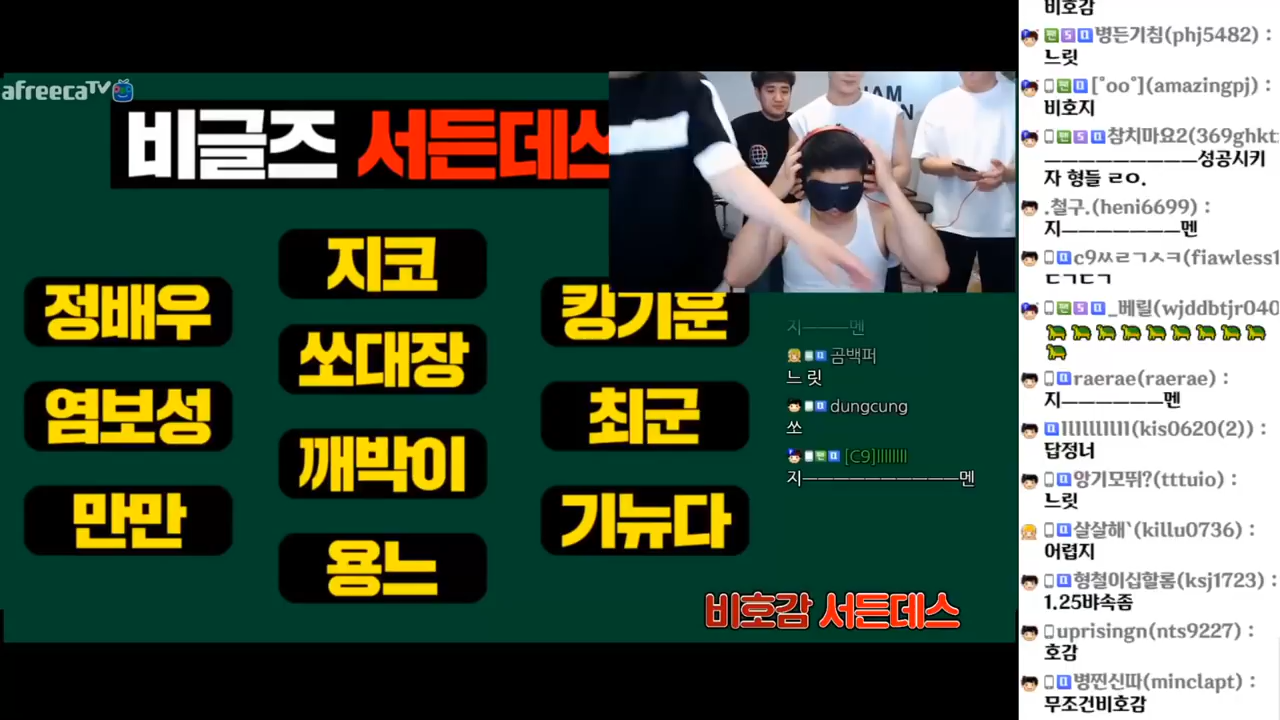 afreecaTV
비글즈 서든데스
지코
정배우
킹기훈
쏘대장
염보성
최군
깨박이
만만
기뉴다
용느
비호감 서든데스
지———멘
곰백퍼
느 릿
dungcung
쏘
[C9]llllllll
지——————————멘
비호감
병든기침(phj5482) :
느릿
[˚oo˚](amazingpj) :
비호지
참치마요2(369ghkt
—————————성공시키
자 형들 ㄹㅇ.
.철구.(heni6699) :
지———————멘
c9ㅆㄹㄱㅅㅋ(fiawless1
ㄷㄱㄷㄱ
_베릴(wjddbtjr040
raerae(raerae) :
지——————멘
lIlIlIlIlI(kis0620(2)) :
답정너
앙기모뛰?(tttuio) :
느릿
살살해`(killu0736) :
어렵지
형철이십할롬(ksj1723) :
1.25뱌속좀
uprisingn(nts9227) :
호감
병찐신따(minclapt) :
무조건비호감